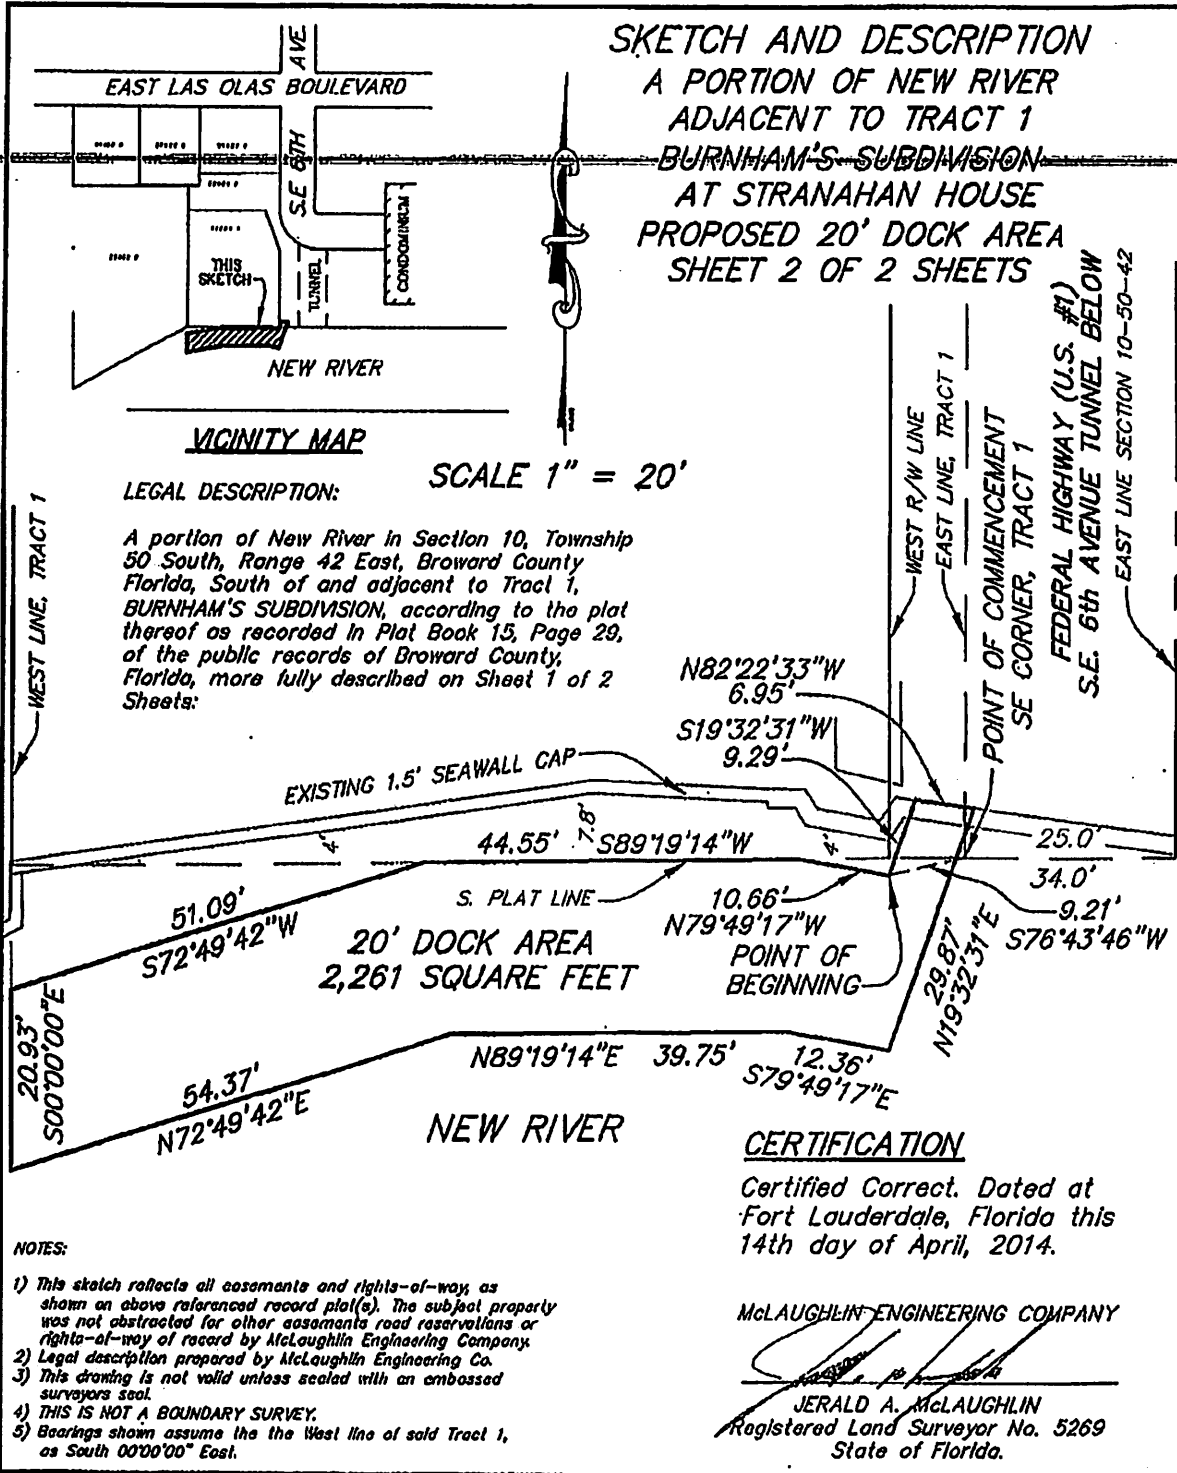 SKETCH AND DESCRIPTION
A PORTION OF NEW RIVER
ADJACENT TO TRACT 1
BURNHAM'S SUBDIVISION
AT STRANAHAN HOUSE
PROPOSED 20' DOCK AREA
SHEET 2 OF 2 SHEETS
EAST LAS OLAS BOULEVARD
S.E 6TH AVE
CONDOMINIUM
THIS
SKETCH
TUNNEL
NEW RIVER
VICINITY MAP
SCALE 1" = 20'
LEGAL DESCRIPTION:
A portion of New River in Section 10, Township
50 South, Range 42 East, Broward County
Florida, South of and adjacent to Tract 1,
BURNHAM'S SUBDIVISION, according to the plat
thereof as recorded in Plat Book 15, Page 29,
of the public records of Broward County,
Florida, more fully described on Sheet 1 of 2
Sheets:
WEST LINE, TRACT 1
WEST R/W LINE
EAST LINE, TRACT 1
POINT OF COMMENCEMENT
SE CORNER, TRACT 1
FEDERAL HIGHWAY (U.S. #1)
S.E. 6th AVENUE TUNNEL BELOW
EAST LINE SECTION 10-50-42
N82°22'33"W
6.95'
S19°32'31"W
9.29'
EXISTING 1.5' SEAWALL CAP
4'
7.8'
4'
44.55' S89°19'14"W
25.0'
34.0'
9.21'
S76°43'46"W
S. PLAT LINE
10.66'
N79°49'17"W
POINT OF
BEGINNING
29.87'
N19°32'31"E
51.09'
S72°49'42"W
20' DOCK AREA
2,261 SQUARE FEET
20.93'
S00°00'00"E
54.37'
N72°49'42"E
N89°19'14"E 39.75'
12.36'
S79°49'17"E
NEW RIVER
CERTIFICATION
Certified Correct. Dated at
Fort Lauderdale, Florida this
14th day of April, 2014.
McLAUGHLIN ENGINEERING COMPANY
JERALD A. McLAUGHLIN
Registered Land Surveyor No. 5269
State of Florida.
NOTES:
1) This sketch reflects all easements and rights-of-way, as
shown on above referenced record plat(s). The subject property
was not abstracted for other easements road reservations or
rights-of-way of record by McLaughlin Engineering Company.
2) Legal description prepared by McLaughlin Engineering Co.
3) This drawing is not valid unless sealed with an embossed
surveyors seal.
4) THIS IS NOT A BOUNDARY SURVEY.
5) Bearings shown assume the the West line of said Tract 1,
as South 00°00'00" East.